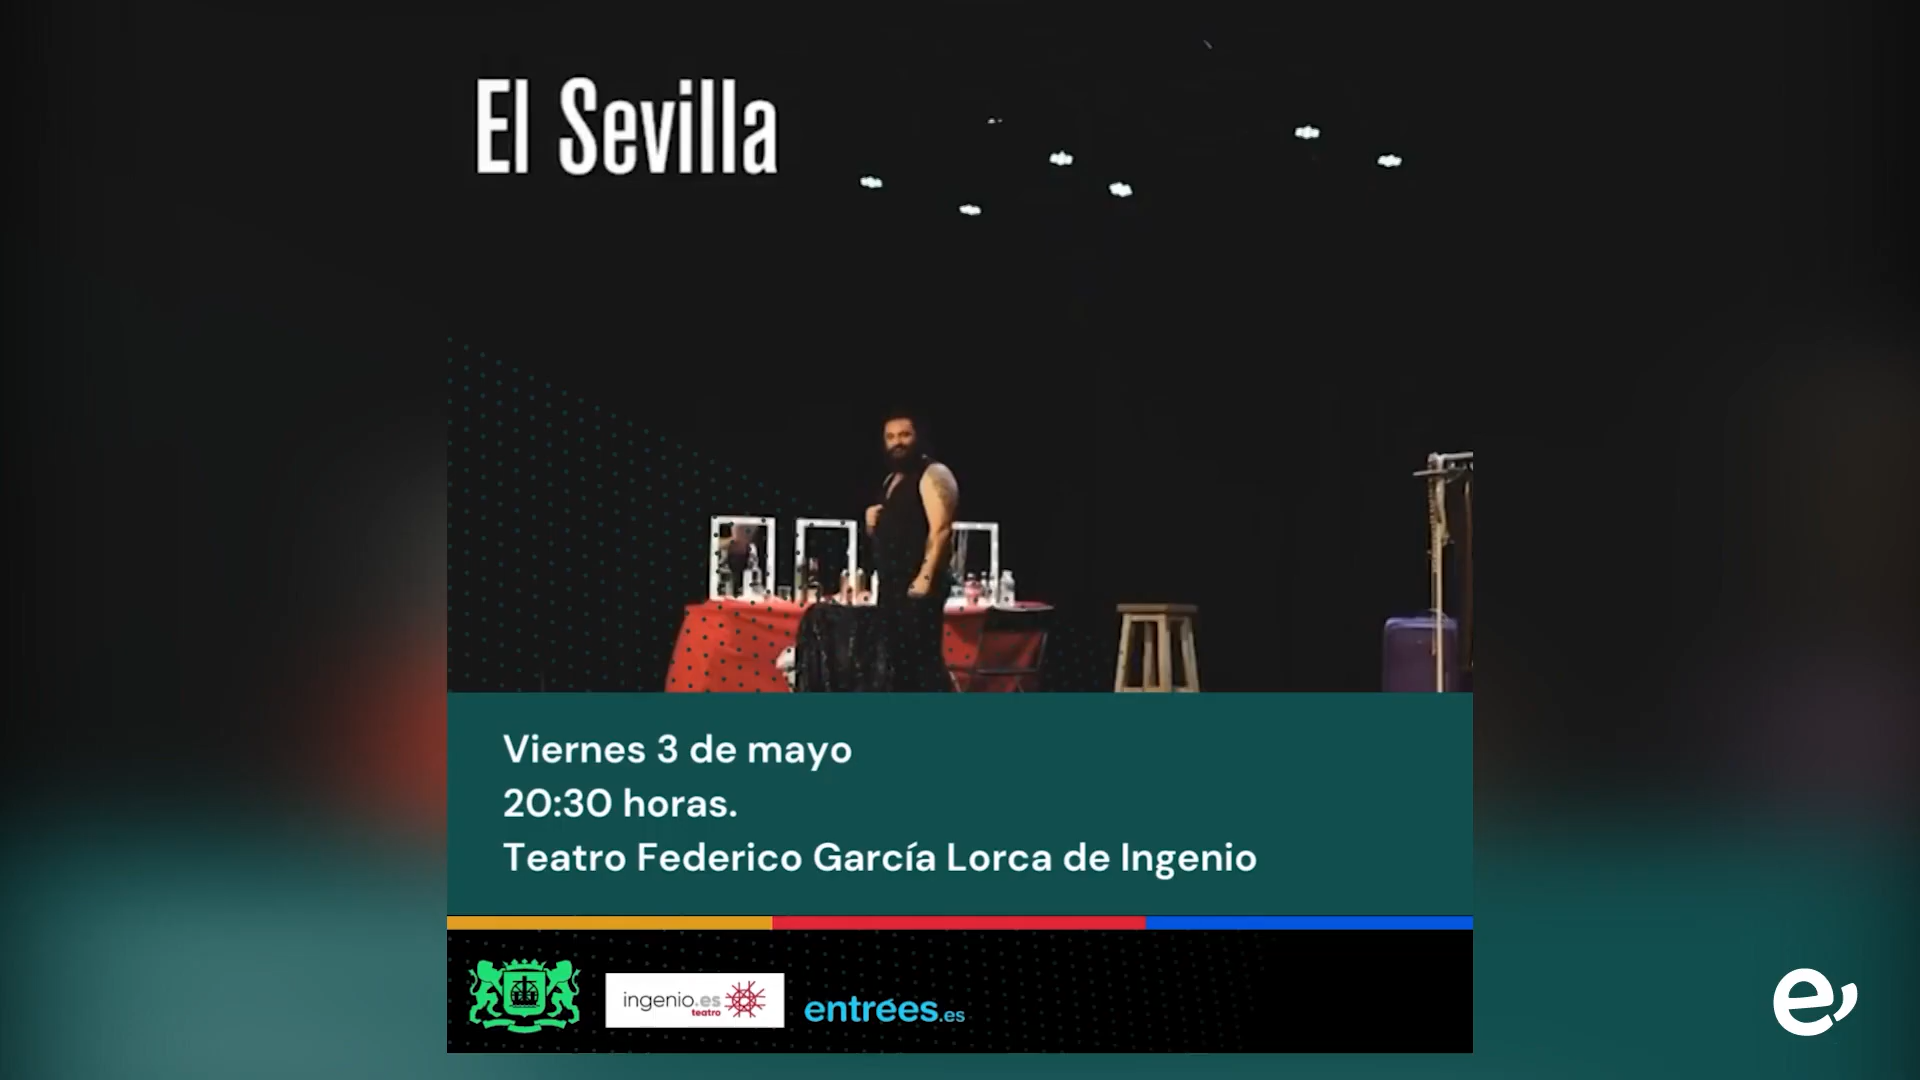 El Sevilla
Viernes 3 de mayo
20:30 horas.
Teatro Federico García Lorca de Ingenio
ingenio.es
teatro
entrées.es
e